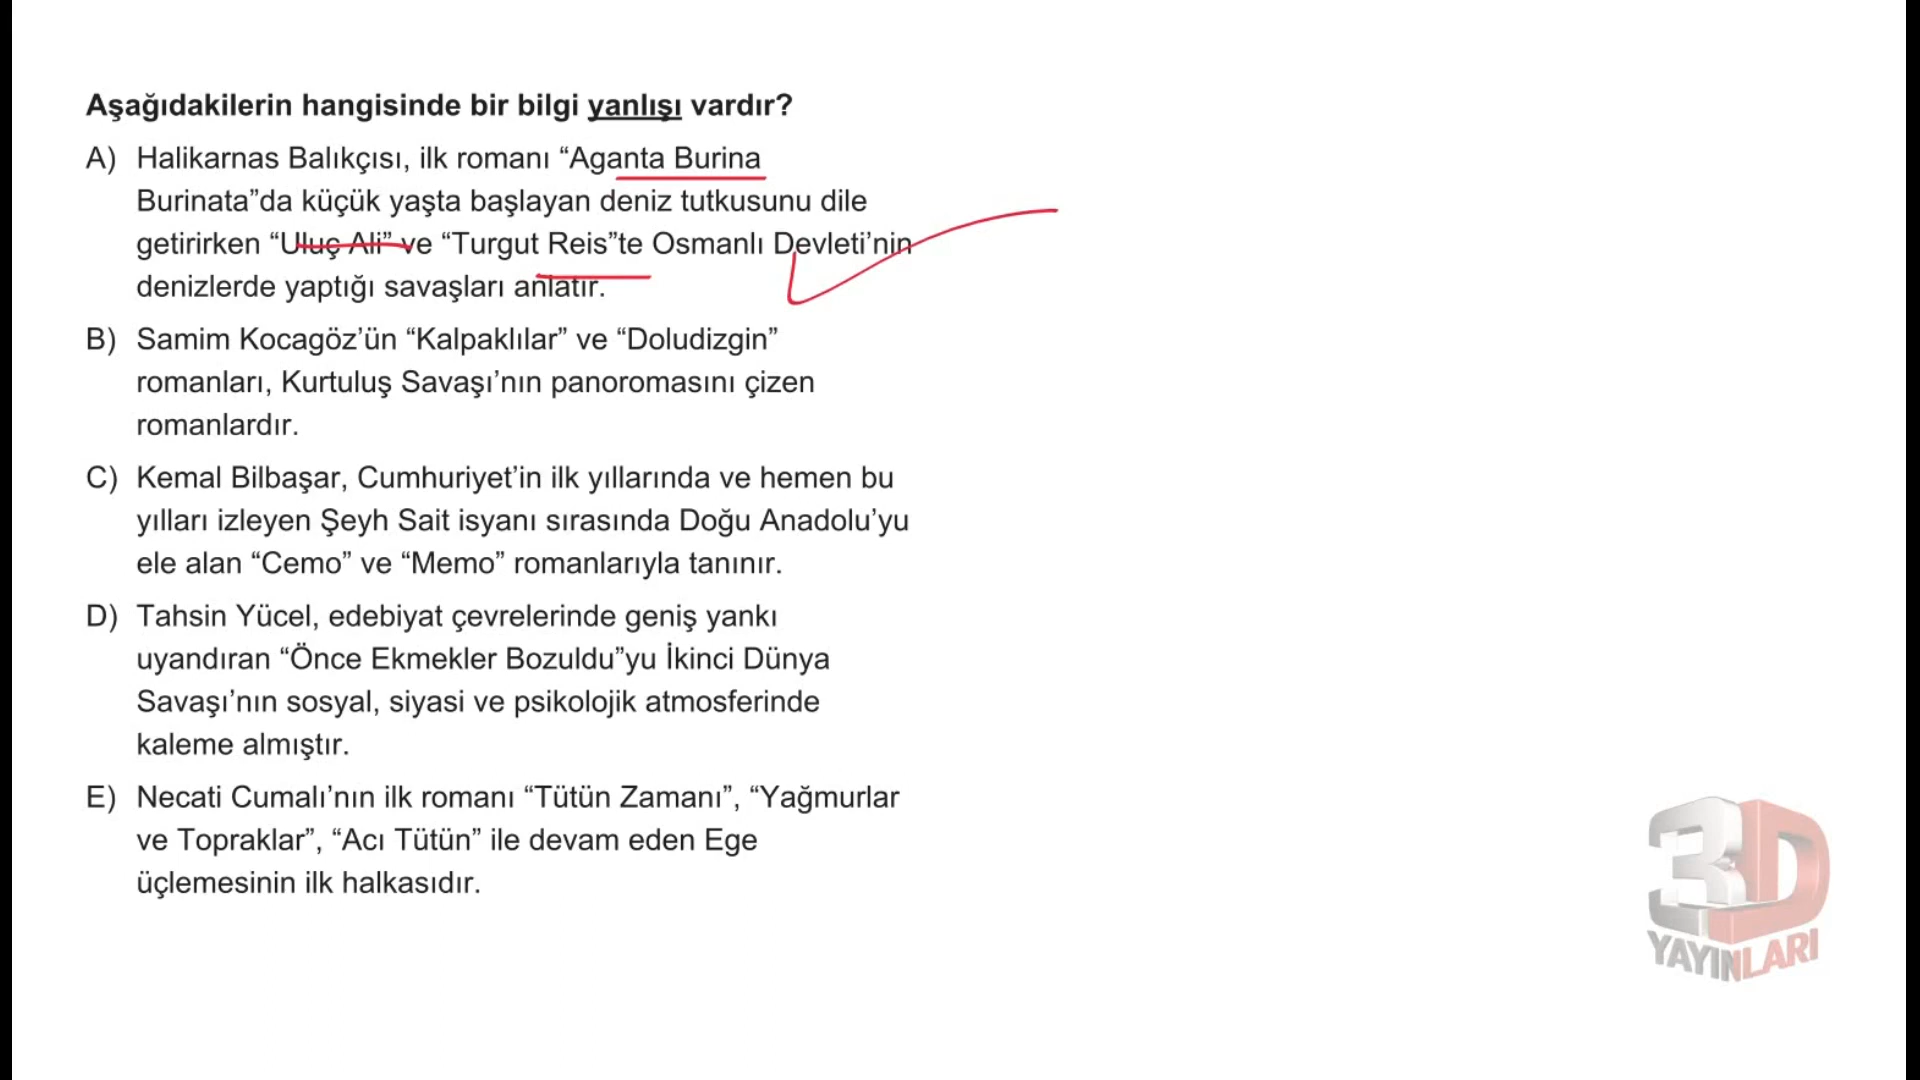 Aşağıdakilerin hangisinde bir bilgi yanlışı vardır?
A) Halikarnas Balıkçısı, ilk romanı “Aganta Burina
Burinata”da küçük yaşta başlayan deniz tutkusunu dile
getirirken “Uluç Ali” ve “Turgut Reis”te Osmanlı Devleti’nin
denizlerde yaptığı savaşları anlatır.
B) Samim Kocagöz’ün “Kalpaklılar” ve “Doludizgin”
romanları, Kurtuluş Savaşı’nın panoromasını çizen
romanlardır.
C) Kemal Bilbaşar, Cumhuriyet’in ilk yıllarında ve hemen bu
yılları izleyen Şeyh Sait isyanı sırasında Doğu Anadolu’yu
ele alan “Cemo” ve “Memo” romanlarıyla tanınır.
D) Tahsin Yücel, edebiyat çevrelerinde geniş yankı
uyandıran “Önce Ekmekler Bozuldu”yu İkinci Dünya
Savaşı’nın sosyal, siyasi ve psikolojik atmosferinde
kaleme almıştır.
E) Necati Cumalı’nın ilk romanı “Tütün Zamanı”, “Yağmurlar
ve Topraklar”, “Acı Tütün” ile devam eden Ege
üçlemesinin ilk halkasıdır.
3D
YAYINLARI